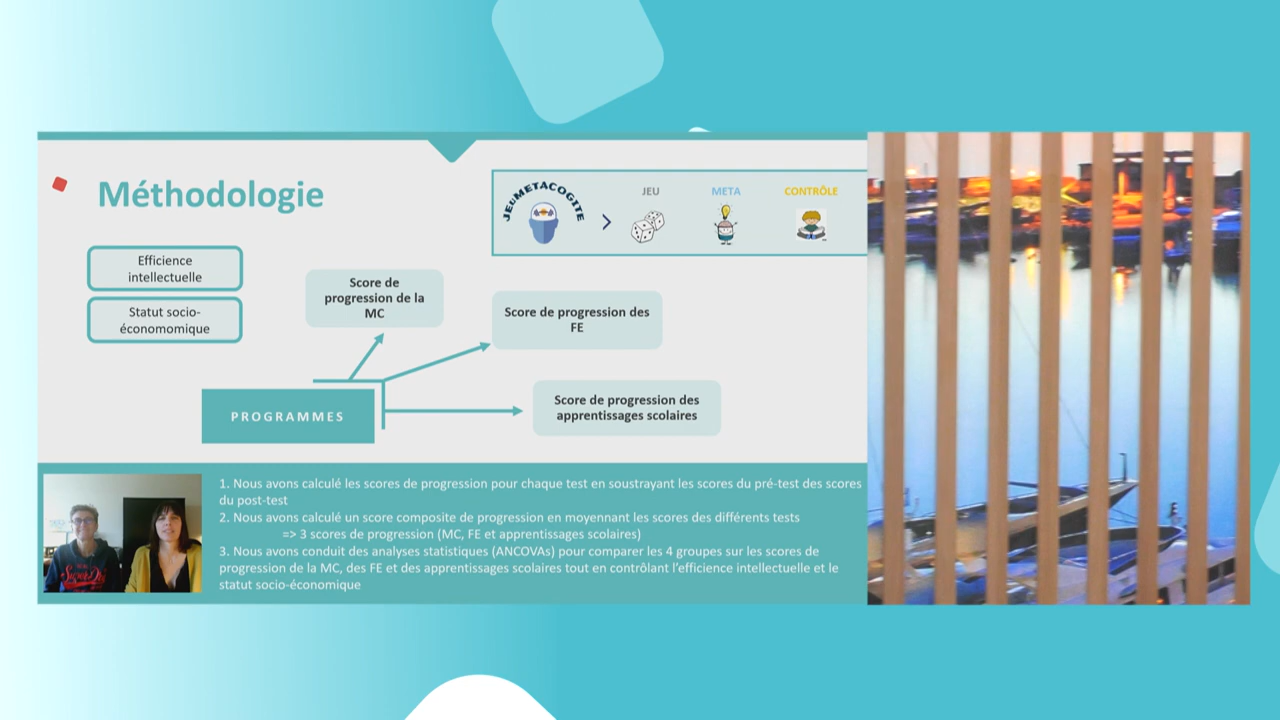 Méthodologie
JEUMETACOGITE
JEU
META
CONTRÔLE
Efficience
intellectuelle
Statut socio-
éconnomomique
Score de
progression de la
MC
Score de progression des
FE
Score de progression des
apprentissages scolaires
PROGRAMMES
1. Nous avons calculé les scores de progression pour chaque test en soustrayant les scores du pré-test des scores
du post-test
2. Nous avons calculé un score composite de progression en moyennant les scores des différents tests
=> 3 scores de progression (MC, FE et apprentissages scolaires)
3. Nous avons conduit des analyses statistiques (ANCOVAs) pour comparer les 4 groupes sur les scores de
progression de la MC, des FE et des apprentissages scolaires tout en contrôlant l'efficience intellectuelle et le
statut socio-économique